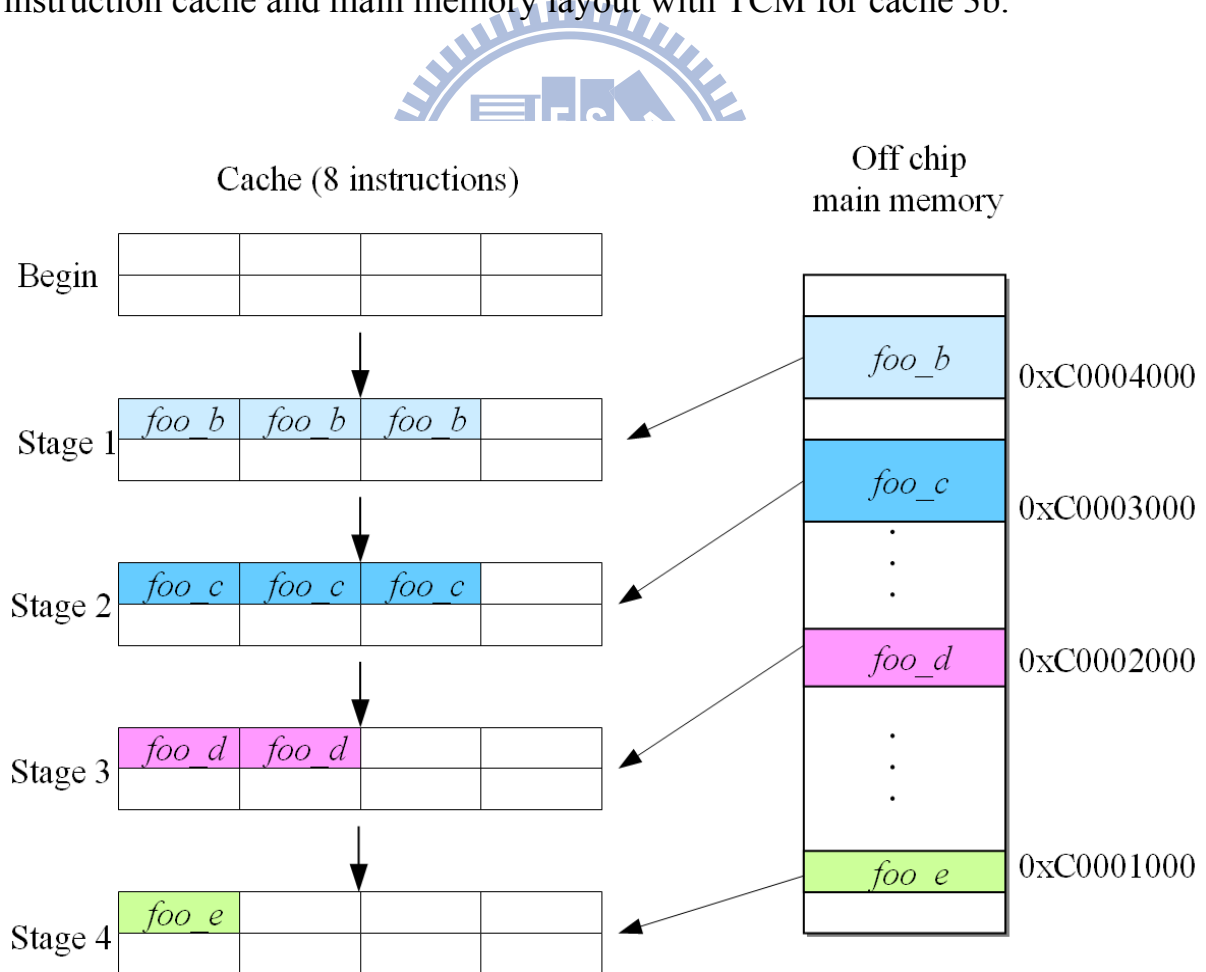 instruction cache and main memory layout with TCM for cache 3b.
ES
Off chip
main memory
Cache (8 instructions)
Begin
foo_b
0xC0004000
Stage 1
foo_b foo_b foo_b
foo_c
0xC0003000
Stage 2
foo_c foo_c foo_c
foo_d
0xC0002000
Stage 3
foo_d foo_d
foo_e
0xC0001000
Stage 4
foo_e